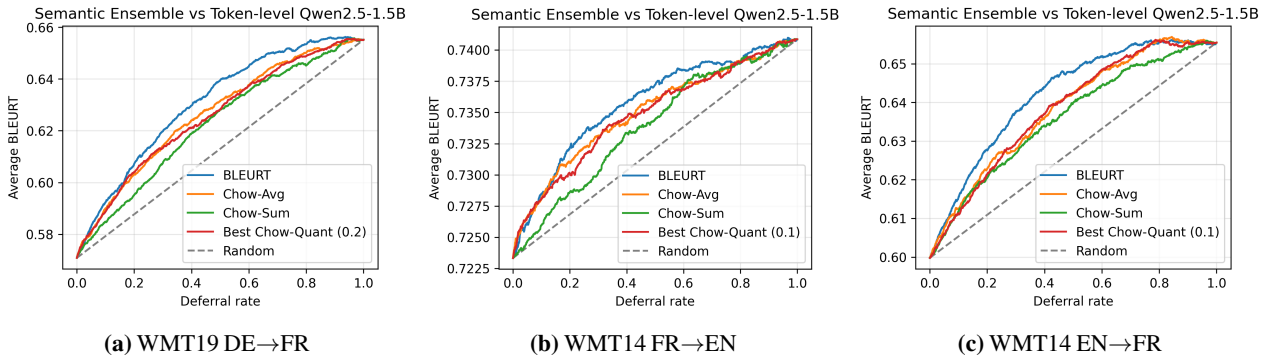 Semantic Ensemble vs Token-level Qwen2.5-1.5B
0.66
0.64
0.62
0.60
0.58
Average BLEURT
BLEURT
Chow-Avg
Chow-Sum
Best Chow-Quant (0.2)
Random
0.0 0.2 0.4 0.6 0.8 1.0
Deferral rate
(a) WMT19 DE→FR
Semantic Ensemble vs Token-level Qwen2.5-1.5B
0.7400
0.7375
0.7350
0.7325
0.7300
0.7275
0.7250
0.7225
Average BLEURT
BLEURT
Chow-Avg
Chow-Sum
Best Chow-Quant (0.1)
Random
0.0 0.2 0.4 0.6 0.8 1.0
Deferral rate
(b) WMT14 FR→EN
Semantic Ensemble vs Token-level Qwen2.5-1.5B
0.65
0.64
0.63
0.62
0.61
0.60
Average BLEURT
BLEURT
Chow-Avg
Chow-Sum
Best Chow-Quant (0.1)
Random
0.0 0.2 0.4 0.6 0.8 1.0
Deferral rate
(c) WMT14 EN→FR